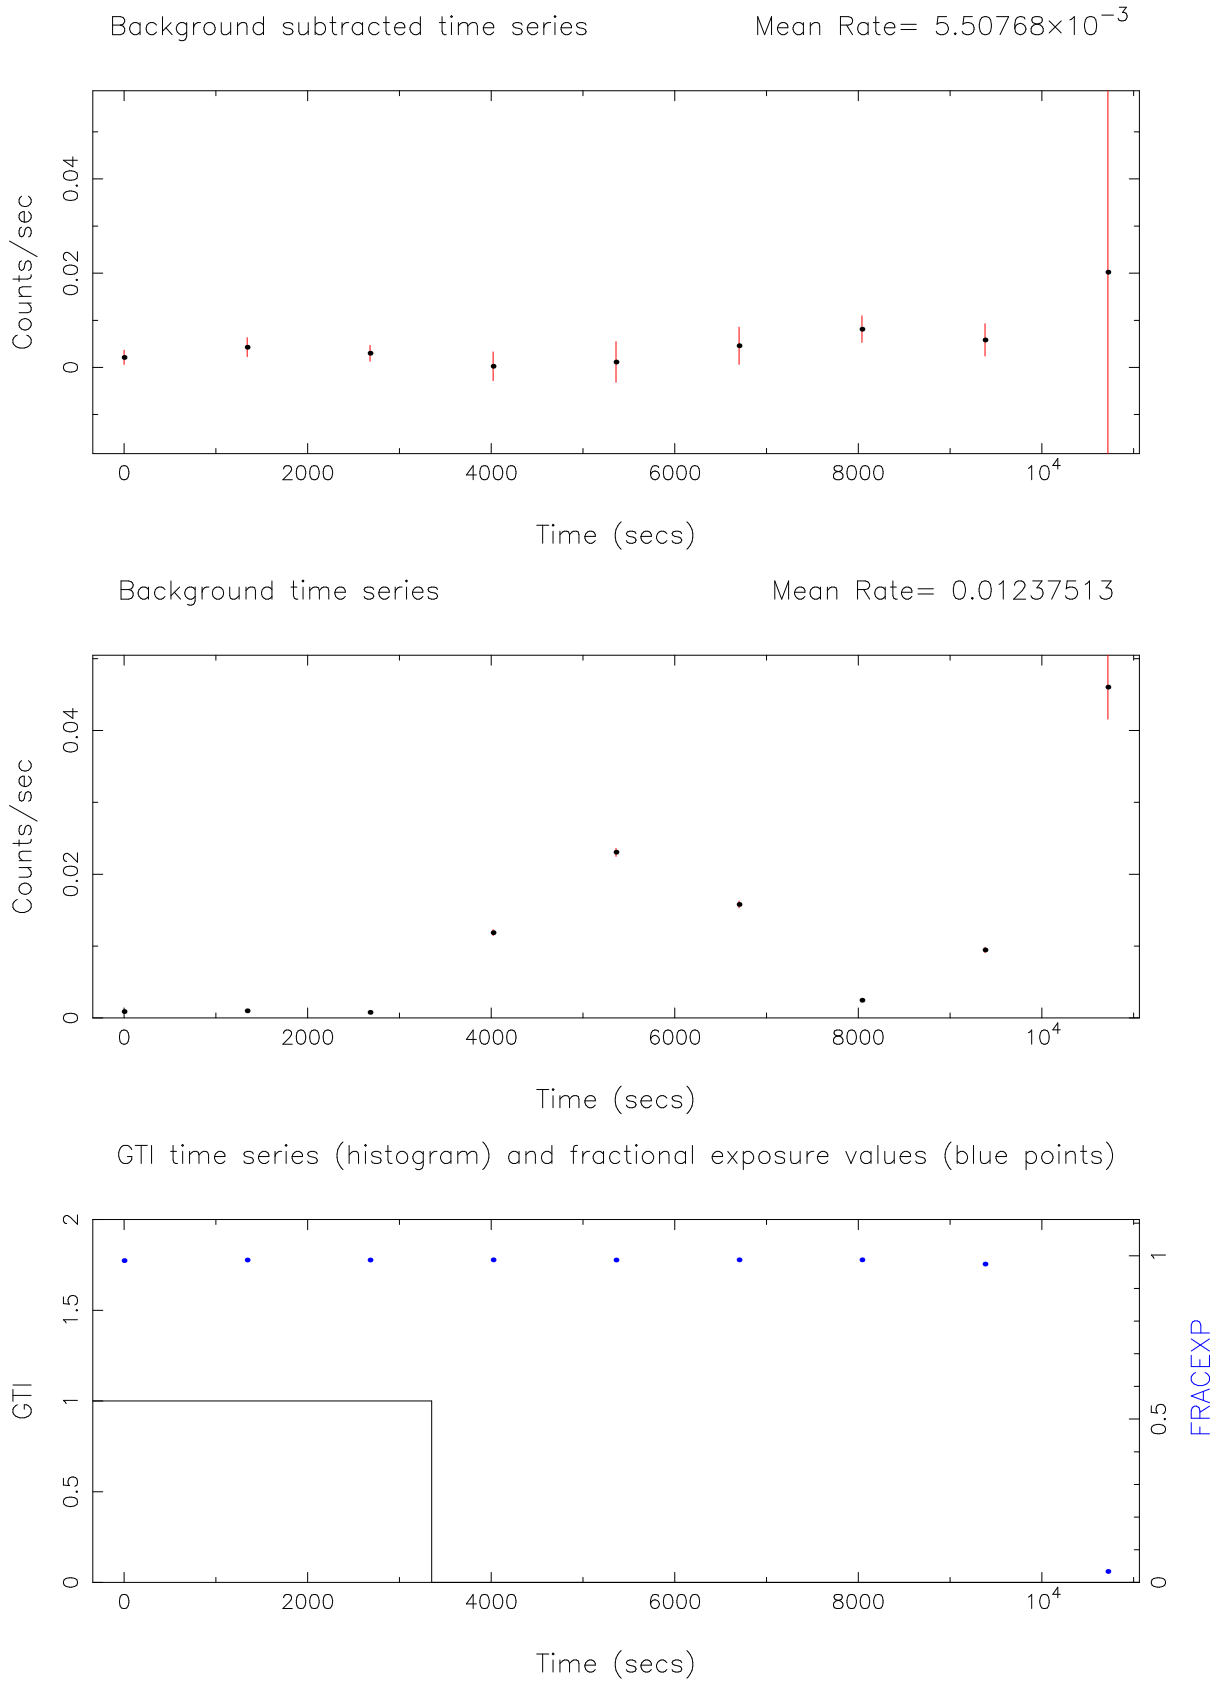 Background subtracted time series Mean Rate= 5.50768×10⁻³
Counts/sec
0.04
0.02
0
0 2000 4000 6000 8000 10⁴
Time (secs)
Background time series Mean Rate= 0.01237513
Counts/sec
0.04
0.02
0
0 2000 4000 6000 8000 10⁴
Time (secs)
GTI time series (histogram) and fractional exposure values (blue points)
GTI
2
1.5
1
0.5
0
1
0.5
0
FRACEXP
0 2000 4000 6000 8000 10⁴
Time (secs)